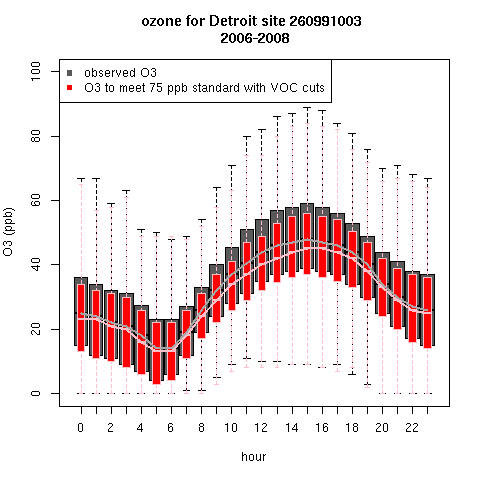 ozone for Detroit site 260991003
2006-2008
observed O3
O3 to meet 75 ppb standard with VOC cuts
O3 (ppb)
100
80
60
40
20
0
0 2 4 6 8 10 12 14 16 18 20 22
hour